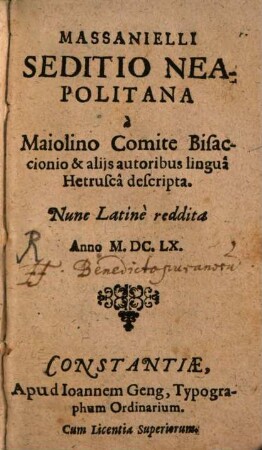 MASSANIELLI
SEDITIO NEA-
POLITANA
à
Maiolino Comite Bisac-
cionio & alijs autoribus linguâ
Hetruscâ descripta.
Nunc Latinè reddita
Anno M. DC. LX.
R
CONSTANTIÆ,
Apud Ioannem Geng, Typogra-
phum Ordinarium.
Cum Licentia Superiorum.